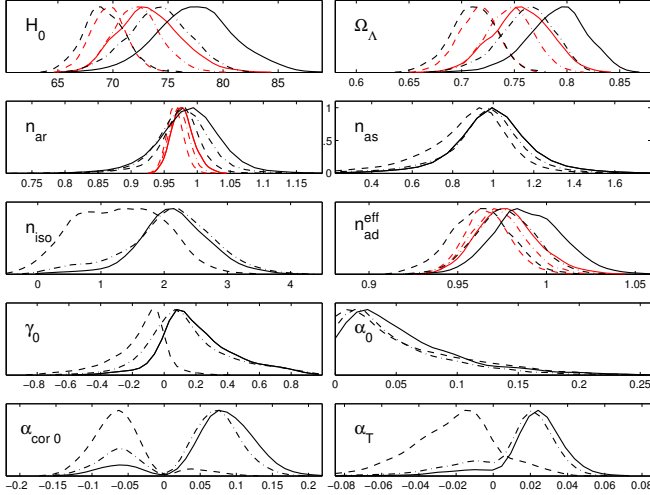 H0
65 70 75 80 85
ΩΛ
0.6 0.65 0.7 0.75 0.8 0.85
nar
0.75 0.8 0.85 0.9 0.95 1 1.05 1.1 1.15
nas
1
.5
0
0.4 0.6 0.8 1 1.2 1.4 1.6
niso
0 1 2 3 4
nad eff
0.9 0.95 1 1.05
γ0
−0.8 −0.6 −0.4 −0.2 0 0.2 0.4 0.6 0.8
α0
0 0.05 0.1 0.15 0.2 0.25
αcor 0
−0.2 −0.15 −0.1 −0.05 0 0.05 0.1 0.15 0.2
αT
−0.08 −0.06 −0.04 −0.02 0 0.02 0.04 0.06 0.08